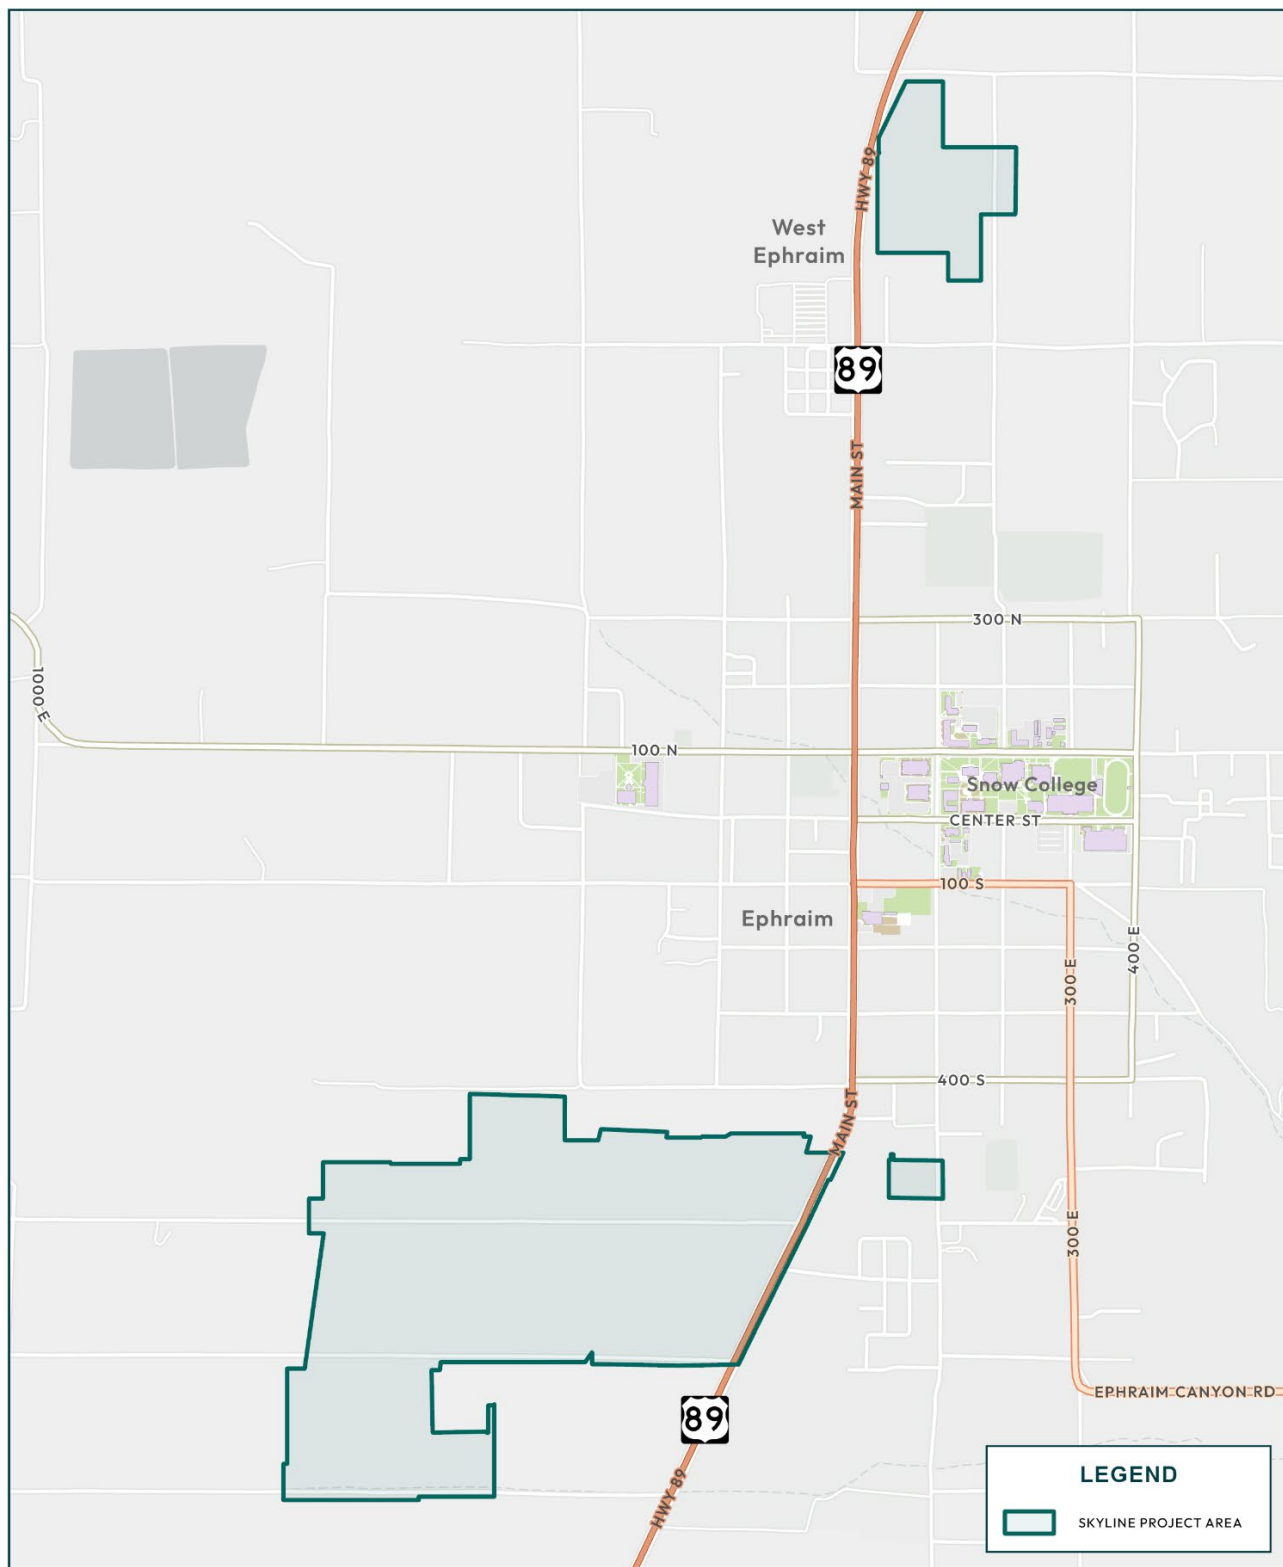 HWY 89
West
Ephraim
89
MAIN ST
300 N
1000 E
100 N
Snow College
CENTER ST
100 S
Ephraim
400 E
300 E
400 S
MAIN ST
300 E
EPHRAIM CANYON RD
89
HWY 89
LEGEND
SKYLINE PROJECT AREA